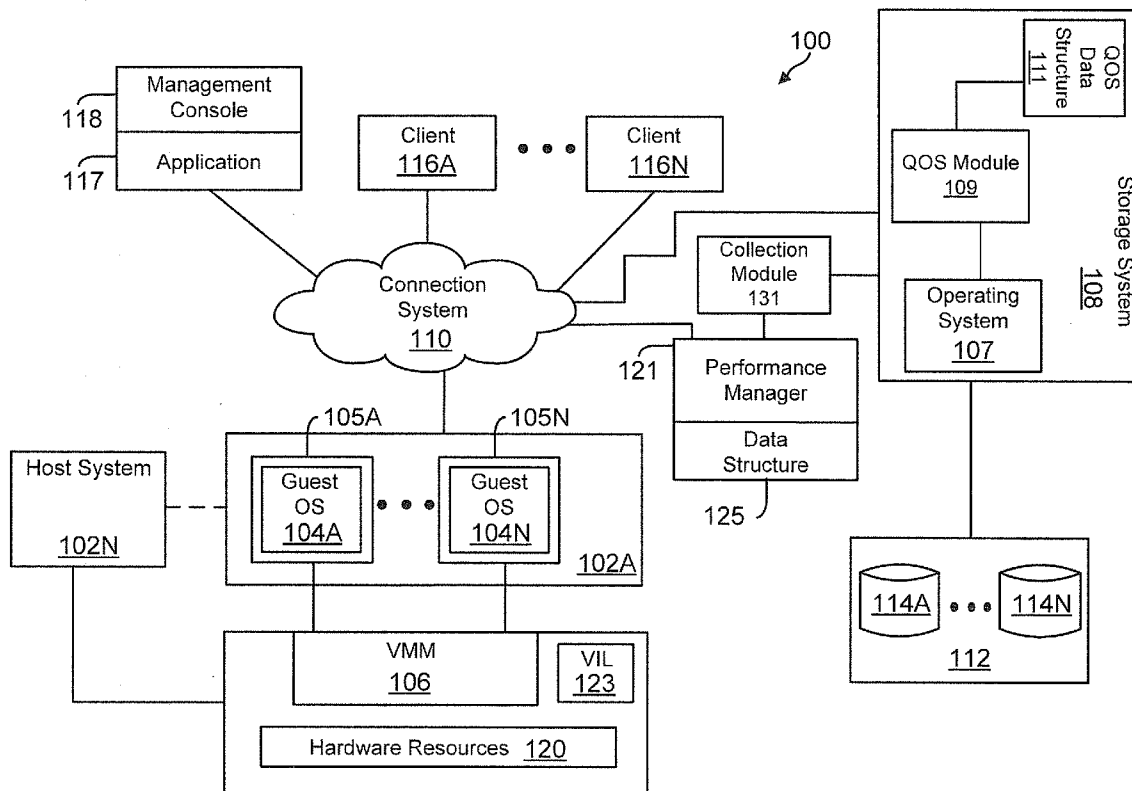 100
Management
Console
118
Application
117
Client
116A
Client
116N
QOS
Data
Structure
111
QOS Module
109
Storage System
108
Operating
System
107
Collection
Module
131
Connection
System
110
121
Performance
Manager
Data
Structure
125
105A
105N
Host System
102N
Guest
OS
104A
Guest
OS
104N
102A
114A
114N
112
VMM
106
VIL
123
Hardware Resources 120